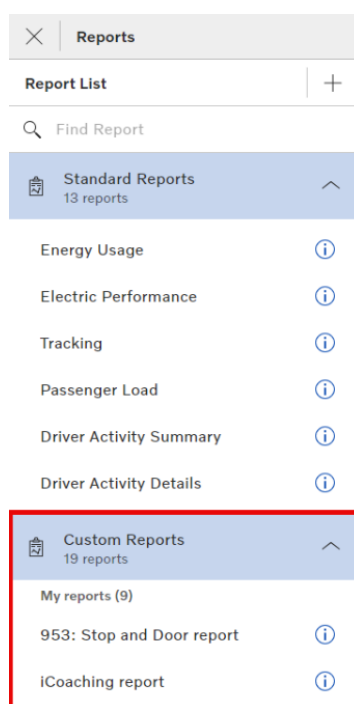 Reports
Report List
Find Report
Standard Reports
13 reports
Energy Usage
Electric Performance
Tracking
Passenger Load
Driver Activity Summary
Driver Activity Details
Custom Reports
19 reports
My reports (9)
953: Stop and Door report
iCoaching report